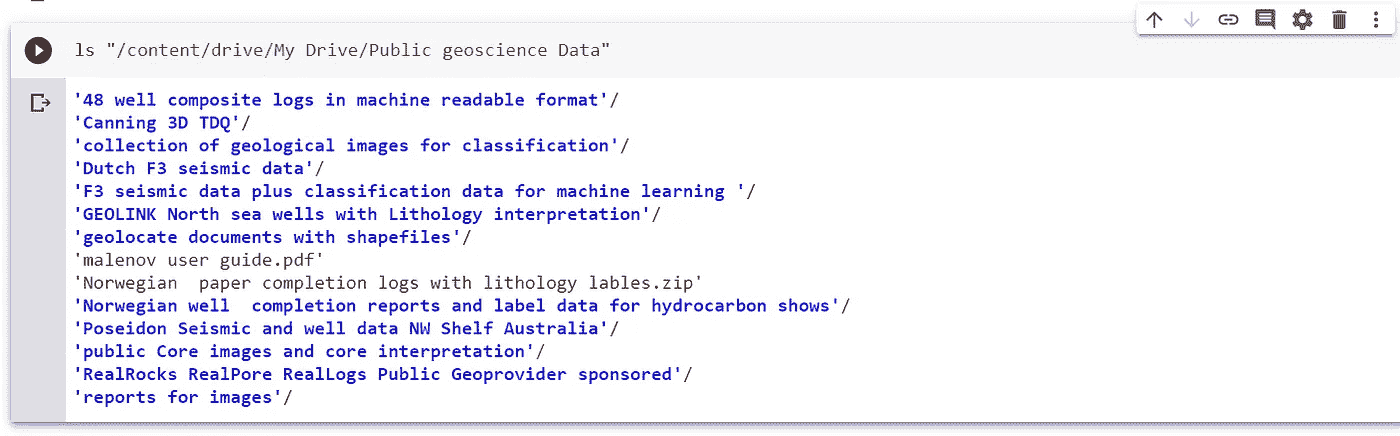 ls "/content/drive/My Drive/Public geoscience Data"
'48 well composite logs in machine readable format'/
'Canning 3D TDQ'/
'collection of geological images for classification'/
'Dutch F3 seismic data'/
'F3 seismic data plus classification data for machine learning '/
'GEOLINK North sea wells with Lithology interpretation'/
'geolocate documents with shapefiles'/
'malenov user guide.pdf'
'Norwegian  paper completion logs with lithology lables.zip'
'Norwegian well  completion reports and label data for hydrocarbon shows'/
'Poseidon Seismic and well data NW Shelf Australia'/
'public Core images and core interpretation'/
'RealRocks RealPore RealLogs Public Geoprovider sponsored'/
'reports for images'/